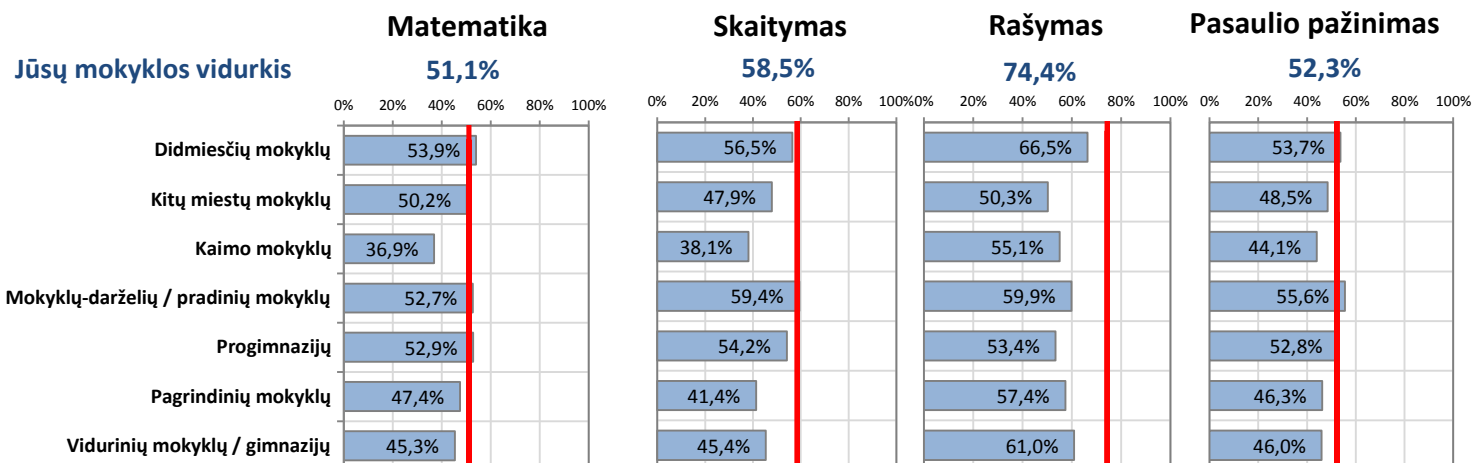 Matematika Skaitymas Rašymas Pasaulio pažinimas
Jūsų mokyklos vidurkis 51,1% 58,5% 74,4% 52,3%
0% 20% 40% 60% 80% 100% 0% 20% 40% 60% 80% 100% 0% 20% 40% 60% 80% 100% 0% 20% 40% 60% 80% 100%
Didmiesčių mokyklų 53,9% 56,5% 66,5% 53,7%
Kitų miestų mokyklų 50,2% 47,9% 50,3% 48,5%
Kaimo mokyklų 36,9% 38,1% 55,1% 44,1%
Mokyklų-darželių / pradinių mokyklų 52,7% 59,4% 59,9% 55,6%
Progimnazijų 52,9% 54,2% 53,4% 52,8%
Pagrindinių mokyklų 47,4% 41,4% 57,4% 46,3%
Vidurinių mokyklų / gimnazijų 45,3% 45,4% 61,0% 46,0%